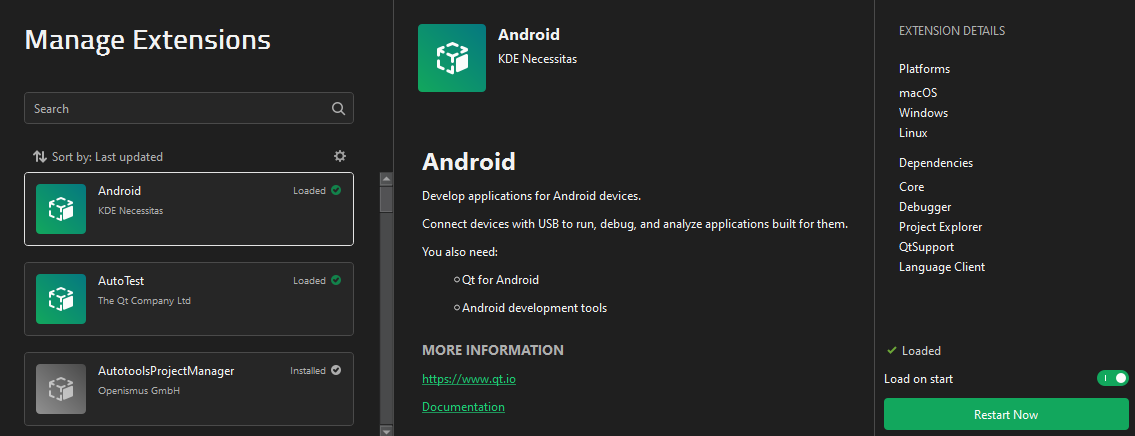 Manage Extensions
Search
Sort by: Last updated
Android
Loaded
KDE Necessitas
AutoTest
Loaded
The Qt Company Ltd
AutotoolsProjectManager
Installed
Openismus GmbH
Android
KDE Necessitas
Android
Develop applications for Android devices.
Connect devices with USB to run, debug, and analyze applications built for them.
You also need:
Qt for Android
Android development tools
MORE INFORMATION
https://www.qt.io
Documentation
EXTENSION DETAILS
Platforms
macOS
Windows
Linux
Dependencies
Core
Debugger
Project Explorer
QtSupport
Language Client
Loaded
Load on start
Restart Now